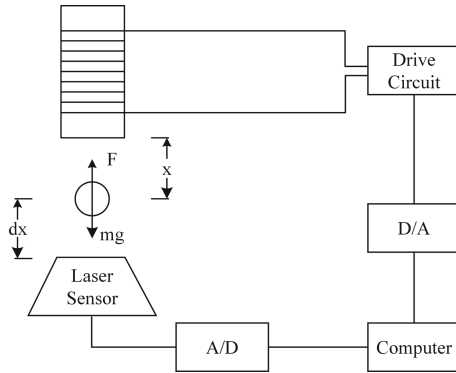 Drive
Circuit
F
x
dx
mg
D/A
Laser
Sensor
A/D
Computer